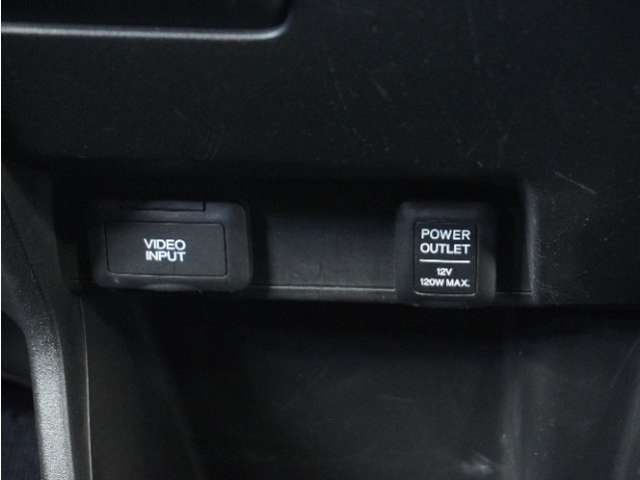 VIDEO
INPUT
POWER
OUTLET
12V
120W MAX.